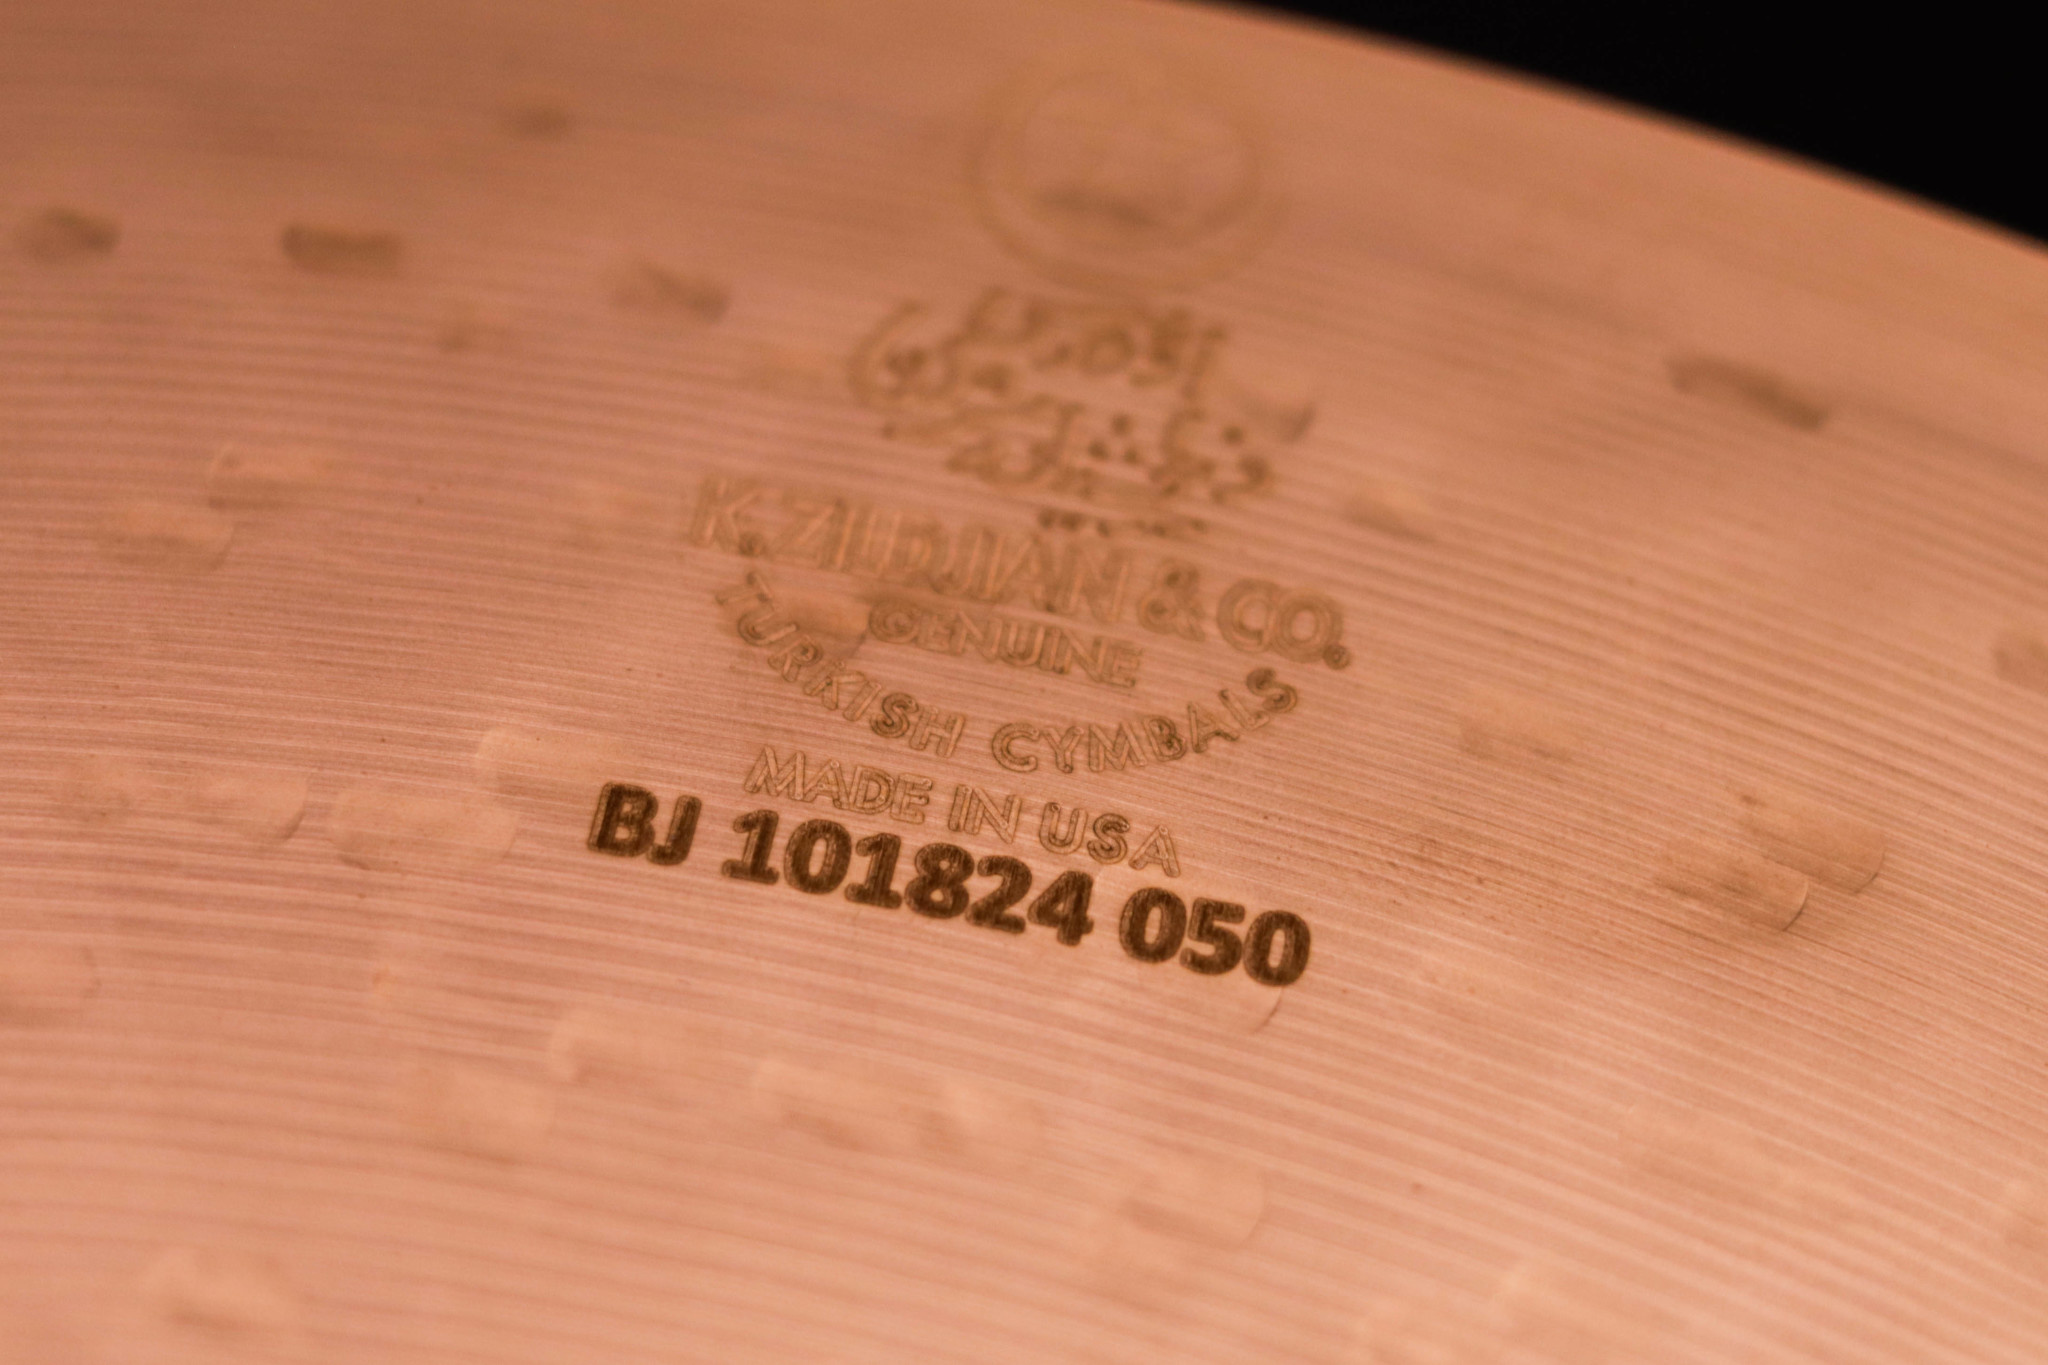 K. ZILDJIAN & CO.
GENUINE
TURKISH CYMBALS
MADE IN USA
BJ 101824 050